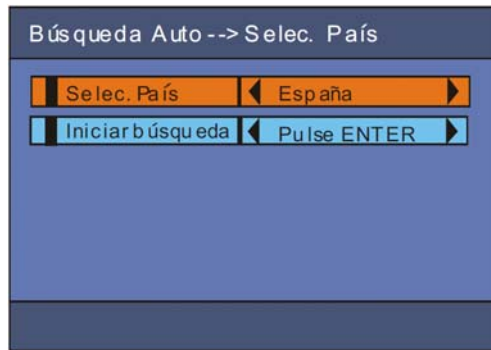 Búsqueda Auto --> Selec. País
Selec. País España
Iniciar búsqueda Pulse ENTER